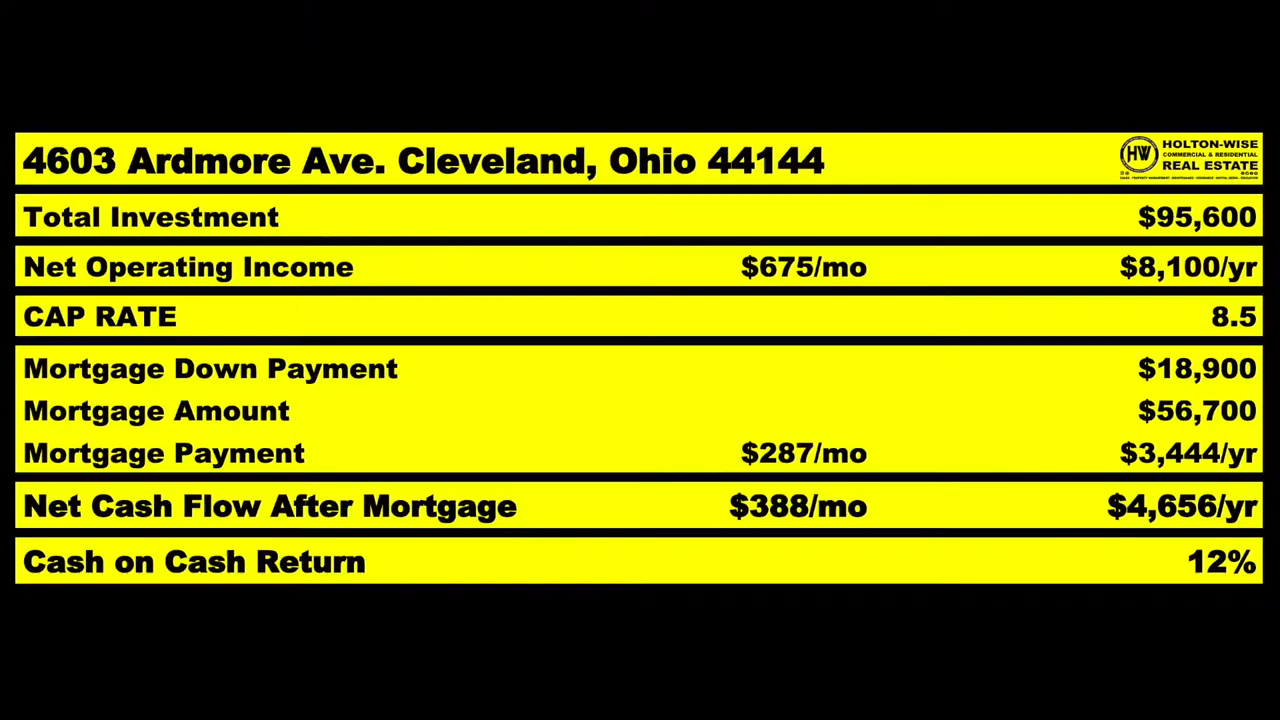 4603 Ardmore Ave. Cleveland, Ohio 44144
HW
HOLTON-WISE
COMMERCIAL & RESIDENTIAL
REAL ESTATE
Total Investment $95,600
Net Operating Income $675/mo $8,100/yr
CAP RATE 8.5
Mortgage Down Payment $18,900
Mortgage Amount $56,700
Mortgage Payment $287/mo $3,444/yr
Net Cash Flow After Mortgage $388/mo $4,656/yr
Cash on Cash Return 12%